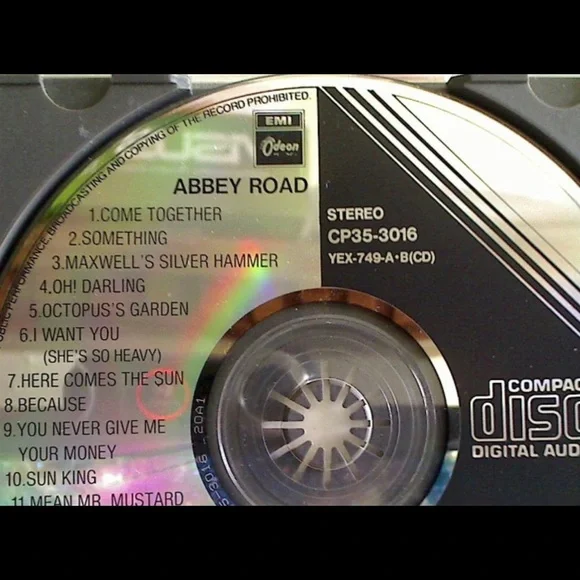 PUBLIC PERFORMANCE, BROADCASTING AND COPYING OF THE RECORD PROHIBITED.
EMI
Odeon
ABBEY ROAD
1.COME TOGETHER
2.SOMETHING
3.MAXWELL'S SILVER HAMMER
4.OH! DARLING
5.OCTOPUS'S GARDEN
6.I WANT YOU
(SHE'S SO HEAVY)
7.HERE COMES THE SUN
8.BECAUSE
9.YOU NEVER GIVE ME
YOUR MONEY
10.SUN KING
11.MEAN MR. MUSTARD
STEREO
CP35-3016
YEX-749-A·B(CD)
COMPAC
disc
DIGITAL AUD
5-3016 20A1